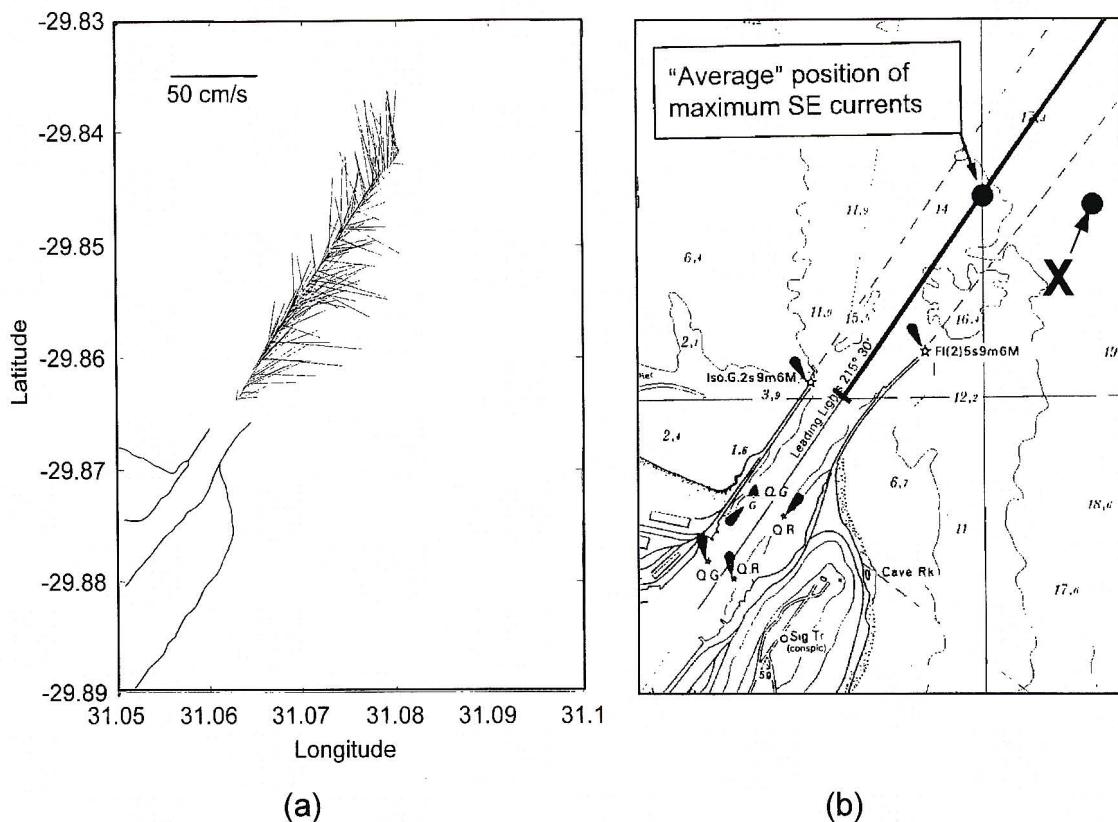 -29.83
-29.84
-29.85
-29.86
-29.87
-29.88
-29.89
Latitude
50 cm/s
31.05 31.06 31.07 31.08 31.09 31.1
Longitude
(a)
"Average" position of
maximum SE currents
14
11,9
6,4
X
15,
16,4
2,1
Fl(2)5s9m6M
Iso.G.2s9m6M
3,9
Leading Lights 215° 30'
12,2
2,4
1,6
6,7
Q.G
G
Q R
18,6
11
Q G
Q R
Cave Rk
17,6
Sig Tr
(conspic)
(b)